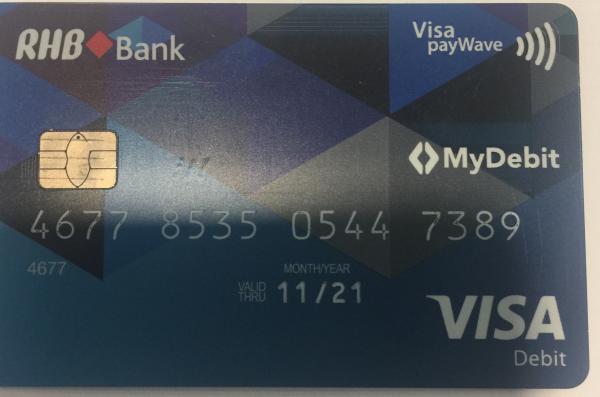 RHB Bank
Visa payWave
MyDebit
4677 8535 0544 7389
4677
MONTH/YEAR
VALID THRU 11/21
VISA
Debit